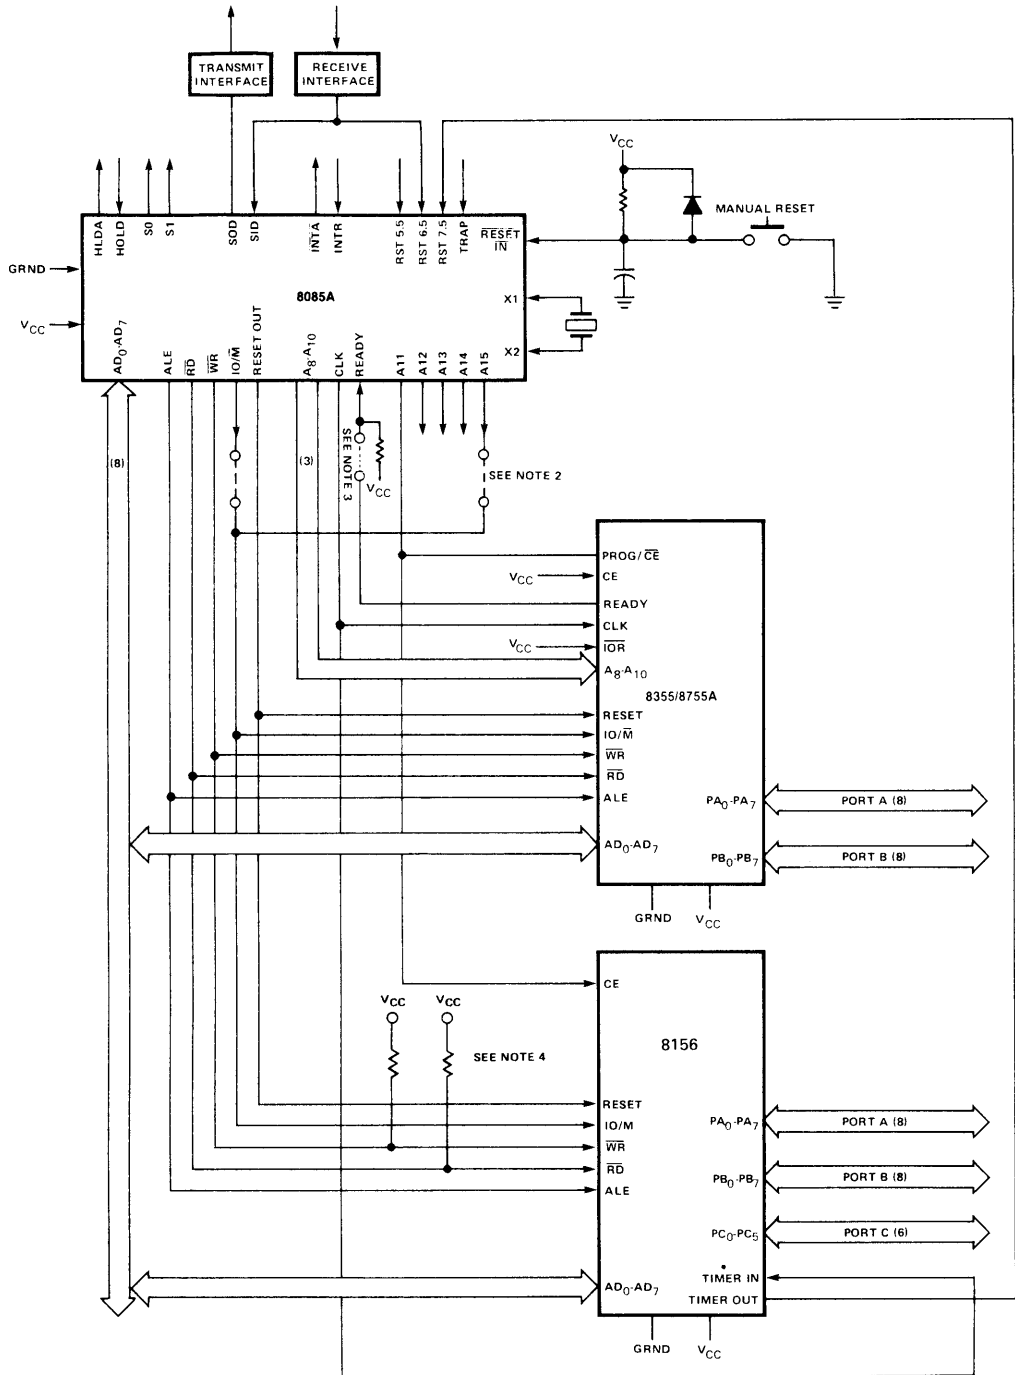 TRANSMIT
INTERFACE
RECEIVE
INTERFACE
VCC
MANUAL RESET
HLDA
HOLD
S0
S1
SOD
SID
INTA
INTR
RST 5.5
RST 6.5
RST 7.5
TRAP
RESET
IN
GRND
8085A
X1
VCC
X2
AD0-AD7
ALE
RD
WR
IO/M
RESET OUT
A8-A10
CLK
READY
A11
A12
A13
A14
A15
(8)
(3)
SEE NOTE 3
VCC
SEE NOTE 2
PROG/CE
VCC
CE
READY
CLK
VCC
IOR
A8-A10
8355/8755A
RESET
IO/M
WR
RD
ALE
PA0-PA7
PORT A (8)
AD0-AD7
PB0-PB7
PORT B (8)
GRND
VCC
CE
VCC
VCC
SEE NOTE 4
8156
RESET
PA0-PA7
PORT A (8)
IO/M
WR
RD
PB0-PB7
PORT B (8)
ALE
PC0-PC5
PORT C (6)
TIMER IN
AD0-AD7
TIMER OUT
GRND
VCC